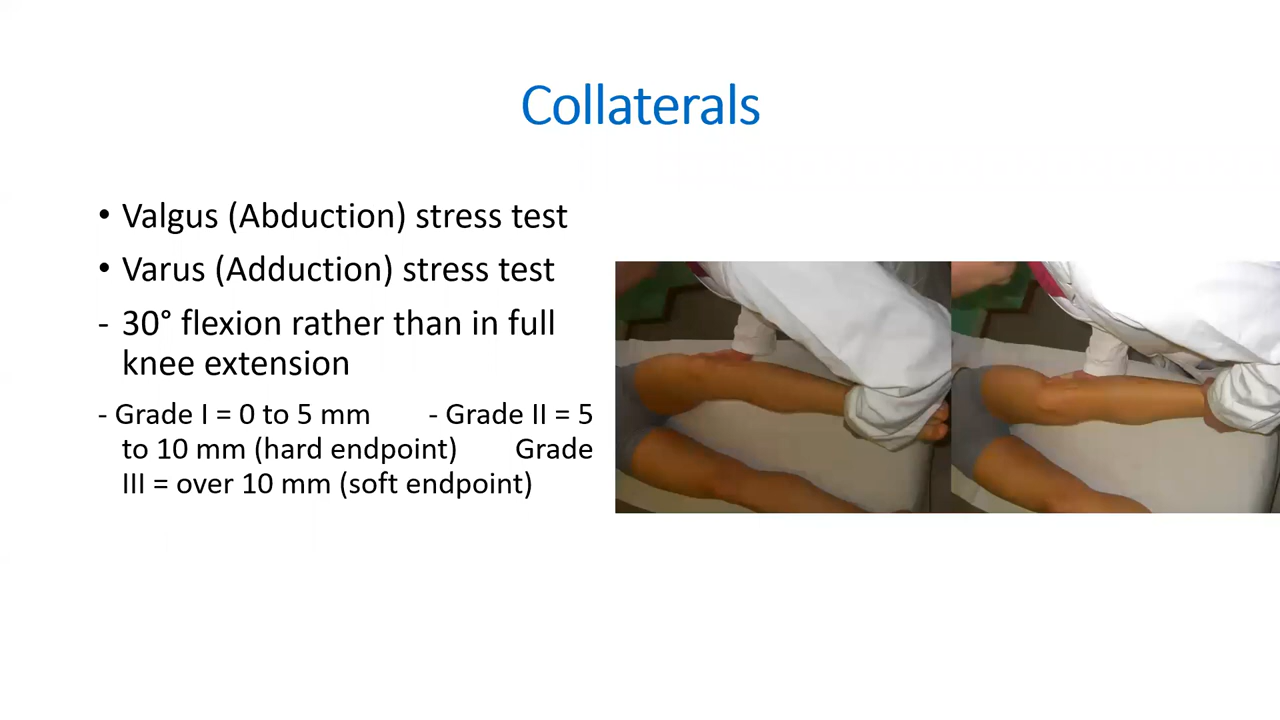 Collaterals
• Valgus (Abduction) stress test
• Varus (Adduction) stress test
- 30° flexion rather than in full
knee extension
- Grade I = 0 to 5 mm - Grade II = 5
to 10 mm (hard endpoint) Grade
III = over 10 mm (soft endpoint)